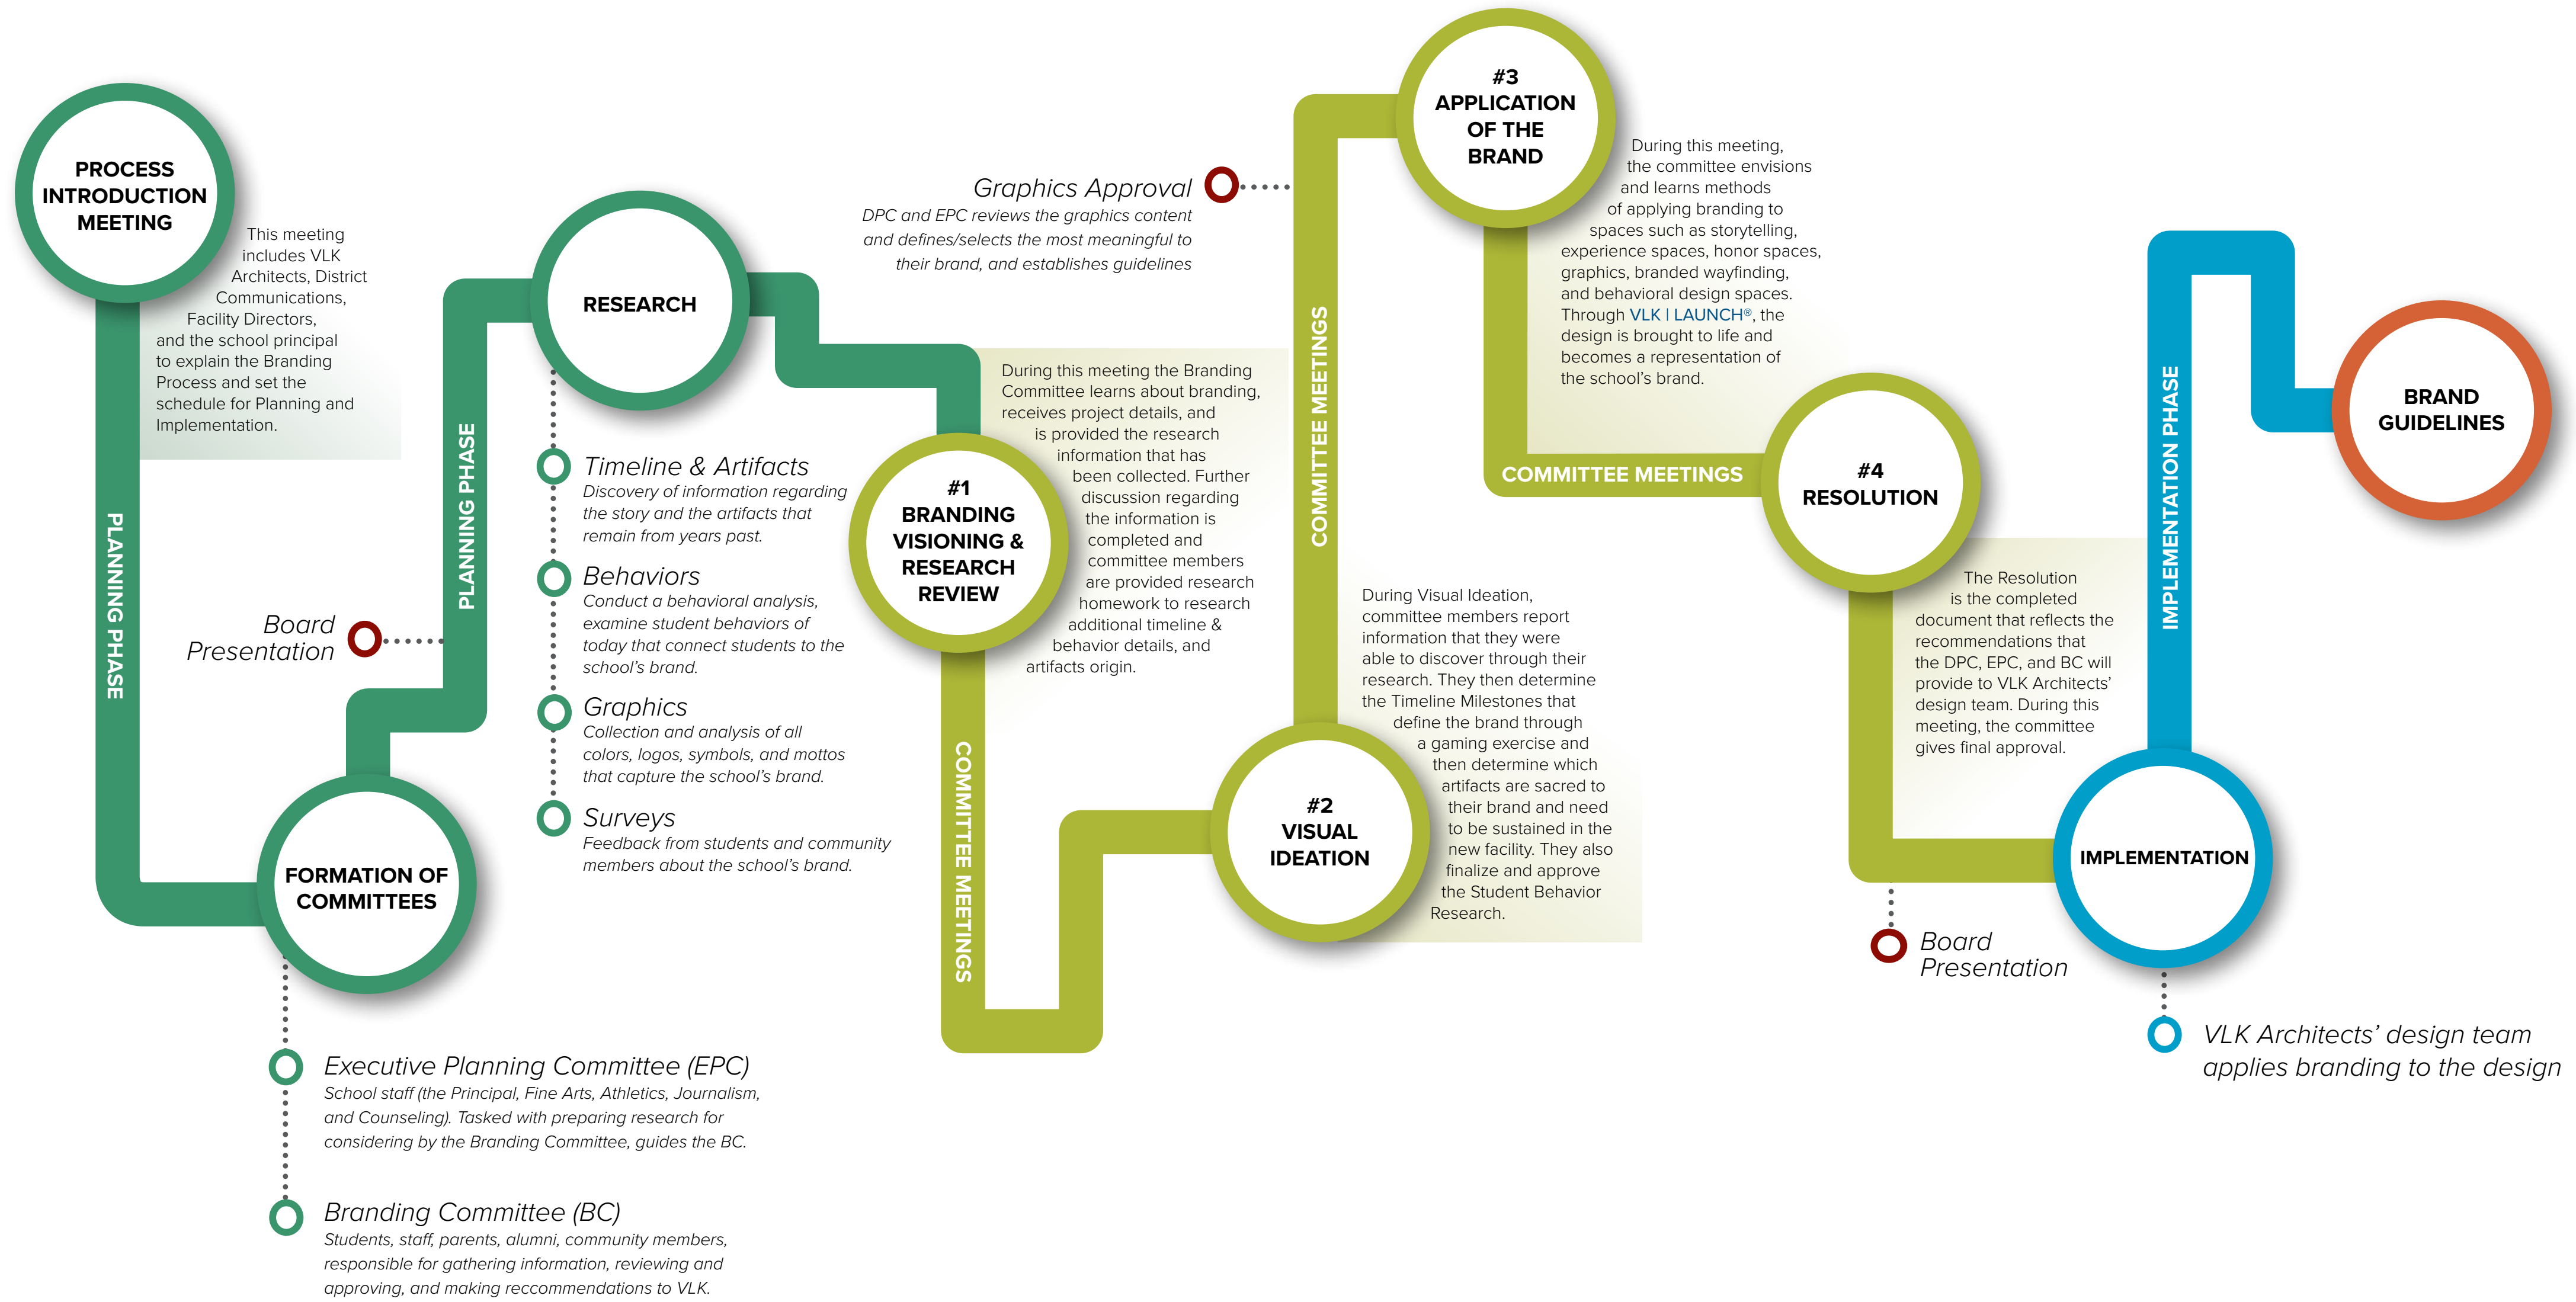 PROCESS
INTRODUCTION
MEETING
This meeting
includes VLK
Architects, District
Communications,
Facility Directors,
and the school principal
to explain the Branding
Process and set the
schedule for Planning and
Implementation.
PLANNING PHASE
FORMATION OF
COMMITTEES
Executive Planning Committee (EPC)
School staff (the Principal, Fine Arts, Athletics, Journalism,
and Counseling). Tasked with preparing research for
considering by the Branding Committee, guides the BC.
Branding Committee (BC)
Students, staff, parents, alumni, community members,
responsible for gathering information, reviewing and
approving, and making reccommendations to VLK.
Board
Presentation
PLANNING PHASE
RESEARCH
Timeline & Artifacts
Discovery of information regarding
the story and the artifacts that
remain from years past.
Behaviors
Conduct a behavioral analysis,
examine student behaviors of
today that connect students to the
school's brand.
Graphics
Collection and analysis of all
colors, logos, symbols, and mottos
that capture the school's brand.
Surveys
Feedback from students and community
members about the school's brand.
#1
BRANDING
VISIONING &
RESEARCH
REVIEW
During this meeting the Branding
Committee learns about branding,
receives project details, and
is provided the research
information that has
been collected. Further
discussion regarding
the information is
completed and
committee members
are provided research
homework to research
additional timeline &
behavior details, and
artifacts origin.
COMMITTEE MEETINGS
#2
VISUAL
IDEATION
During Visual Ideation,
committee members report
information that they were
able to discover through their
research. They then determine
the Timeline Milestones that
define the brand through
a gaming exercise and
then determine which
artifacts are sacred to
their brand and need
to be sustained in the
new facility. They also
finalize and approve
the Student Behavior
Research.
COMMITTEE MEETINGS
Graphics Approval
DPC and EPC reviews the graphics content
and defines/selects the most meaningful to
their brand, and establishes guidelines
#3
APPLICATION
OF THE
BRAND
During this meeting,
the committee envisions
and learns methods
of applying branding to
spaces such as storytelling,
experience spaces, honor spaces,
graphics, branded wayfinding,
and behavioral design spaces.
Through VLK | LAUNCH®, the
design is brought to life and
becomes a representation of
the school's brand.
COMMITTEE MEETINGS
#4
RESOLUTION
The Resolution
is the completed
document that reflects the
recommendations that
the DPC, EPC, and BC will
provide to VLK Architects'
design team. During this
meeting, the committee
gives final approval.
Board
Presentation
IMPLEMENTATION
VLK Architects' design team
applies branding to the design
IMPLEMENTATION PHASE
BRAND
GUIDELINES